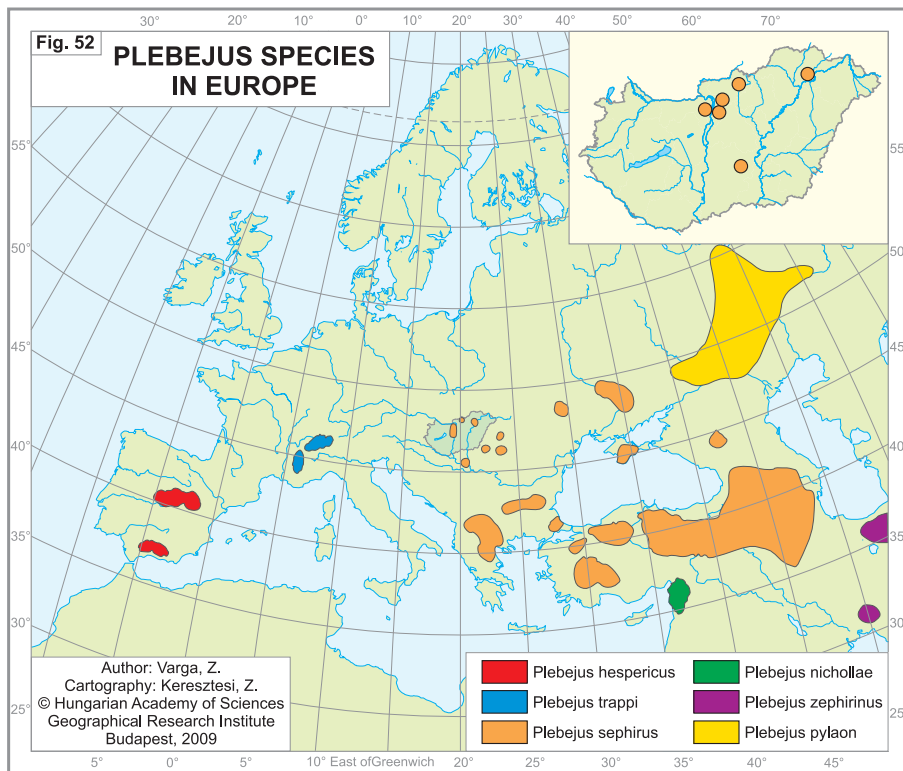 30° 20° 10° 0° 10° 20° 30° 40° 50° 60° 70°
Fig. 52
PLEBEJUS SPECIES
IN EUROPE
55°
50°
45°
40°
35°
30°
25°
55°
50°
45°
40°
35°
30°
25°
Author: Varga, Z.
Cartography: Keresztesi, Z.
© Hungarian Academy of Sciences
Geographical Research Institute
Budapest, 2009
Plebejus hespericus
Plebejus trappi
Plebejus sephirus
Plebejus nichollae
Plebejus zephirinus
Plebejus pylaon
5° 0° 5° 10° East ofGreenwich 20° 25° 30° 35° 40° 45°